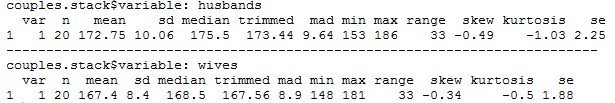 couples.stack$variable: husbands
  var  n   mean    sd median trimmed  mad min max range  skew kurtosis   se
1   1 20 172.75 10.06  175.5  173.44 9.64 153 186    33 -0.49    -1.03 2.25
------------------------------------------------------------------------
couples.stack$variable: wives
  var  n  mean  sd median trimmed mad min max range  skew kurtosis   se
1   1 20 167.4 8.4  168.5  167.56 8.9 148 181    33 -0.34     -0.5 1.88